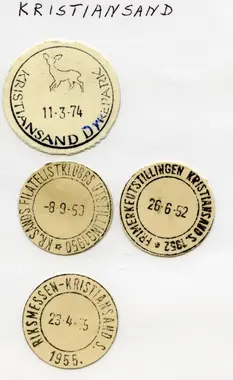 KRISTIANSAND
KRISTIANSAND DYREPARK
11-3-74
KR.SANDS FILATELISTKLUBBS UTSTILLING 1950
-8-9-50
FRIMERKEUTSTILLINGEN KRISTIANSAND S. 1952
26-6-52
RIKSMESSEN-KRISTIANSAND S.
23-4-55
1955.